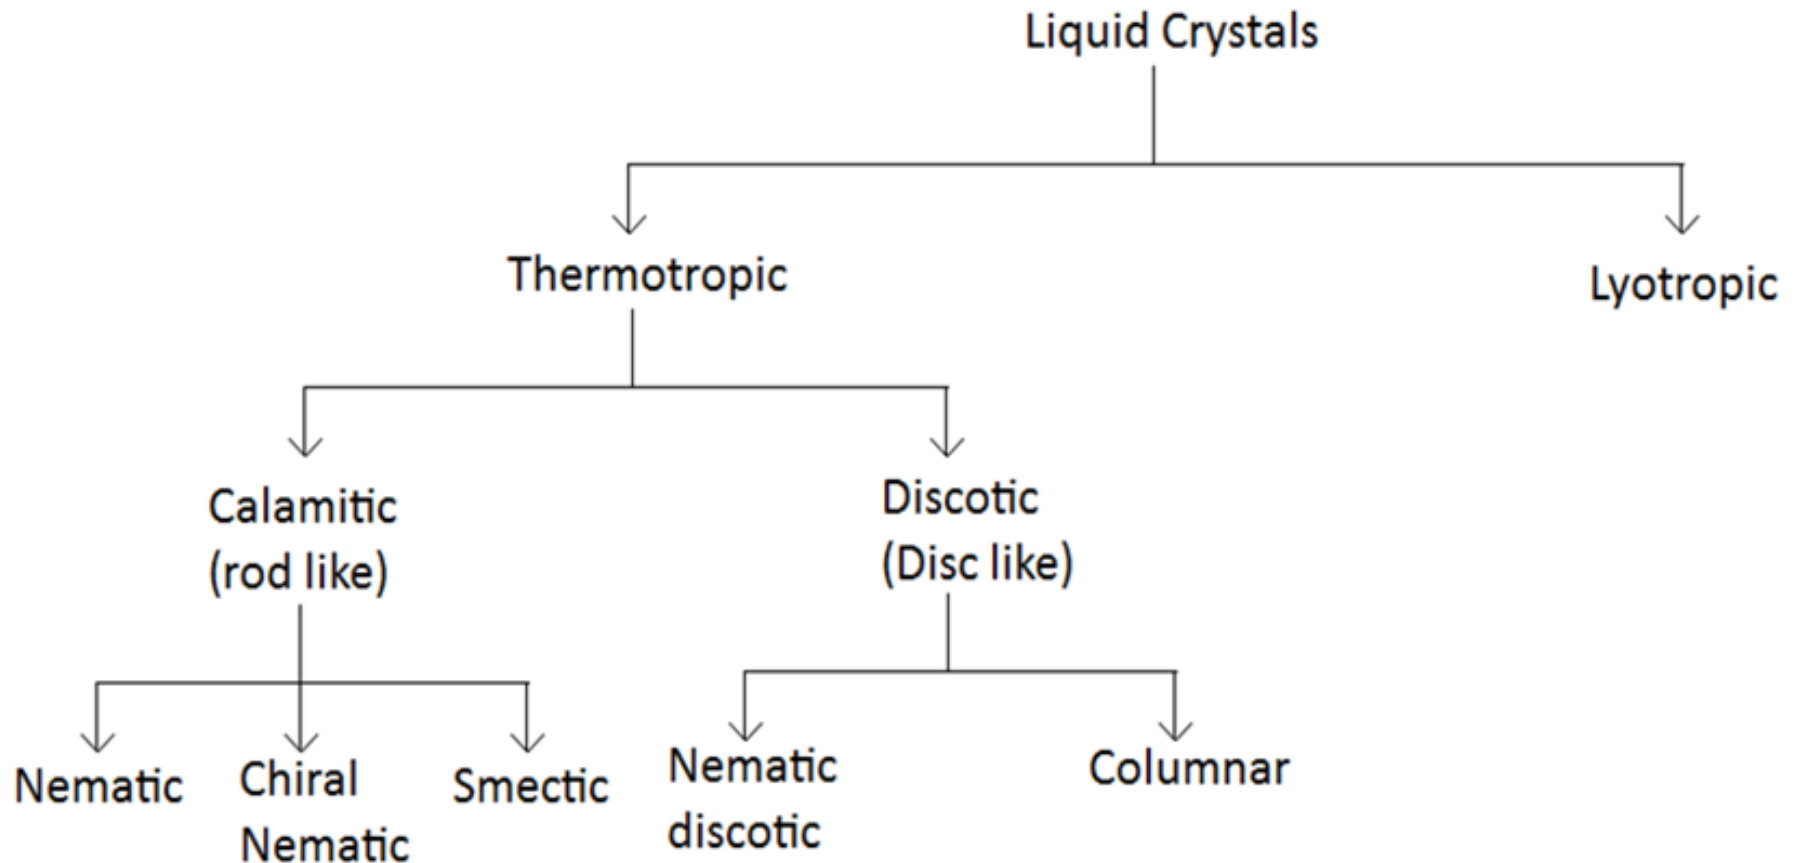 Liquid Crystals
Thermotropic
Lyotropic
Calamitic
(rod like)
Discotic
(Disc like)
Nematic
Chiral
Nematic
Smectic
Nematic
discotic
Columnar